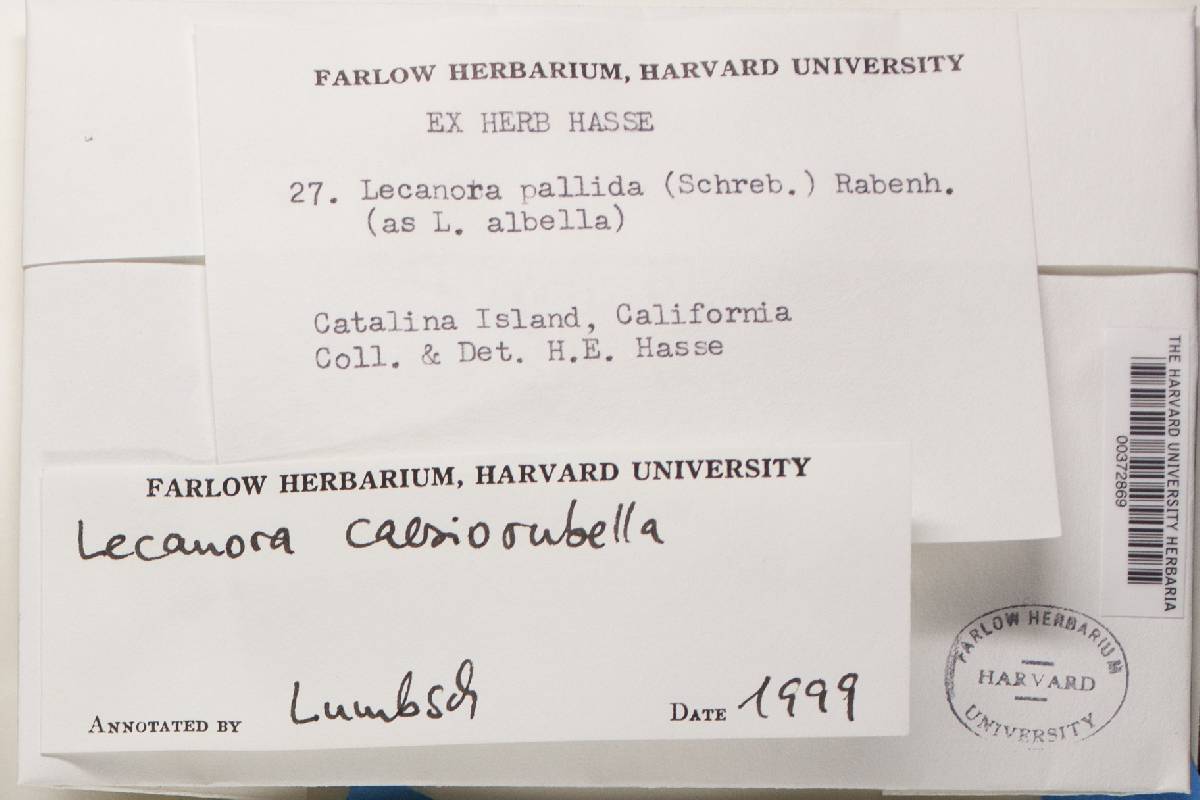 FARLOW HERBARIUM, HARVARD UNIVERSITY
EX HERB HASSE
27. Lecanora pallida (Schreb.) Rabenh.
(as L. albella)
Catalina Island, California
Coll. & Det. H.E. Hasse
FARLOW HERBARIUM, HARVARD UNIVERSITY
Lecanora caesiorubella
ANNOTATED BY Lumbsch DATE 1999
THE HARVARD UNIVERSITY HERBARIA
00372869
FARLOW HERBARIUM
HARVARD
UNIVERSITY